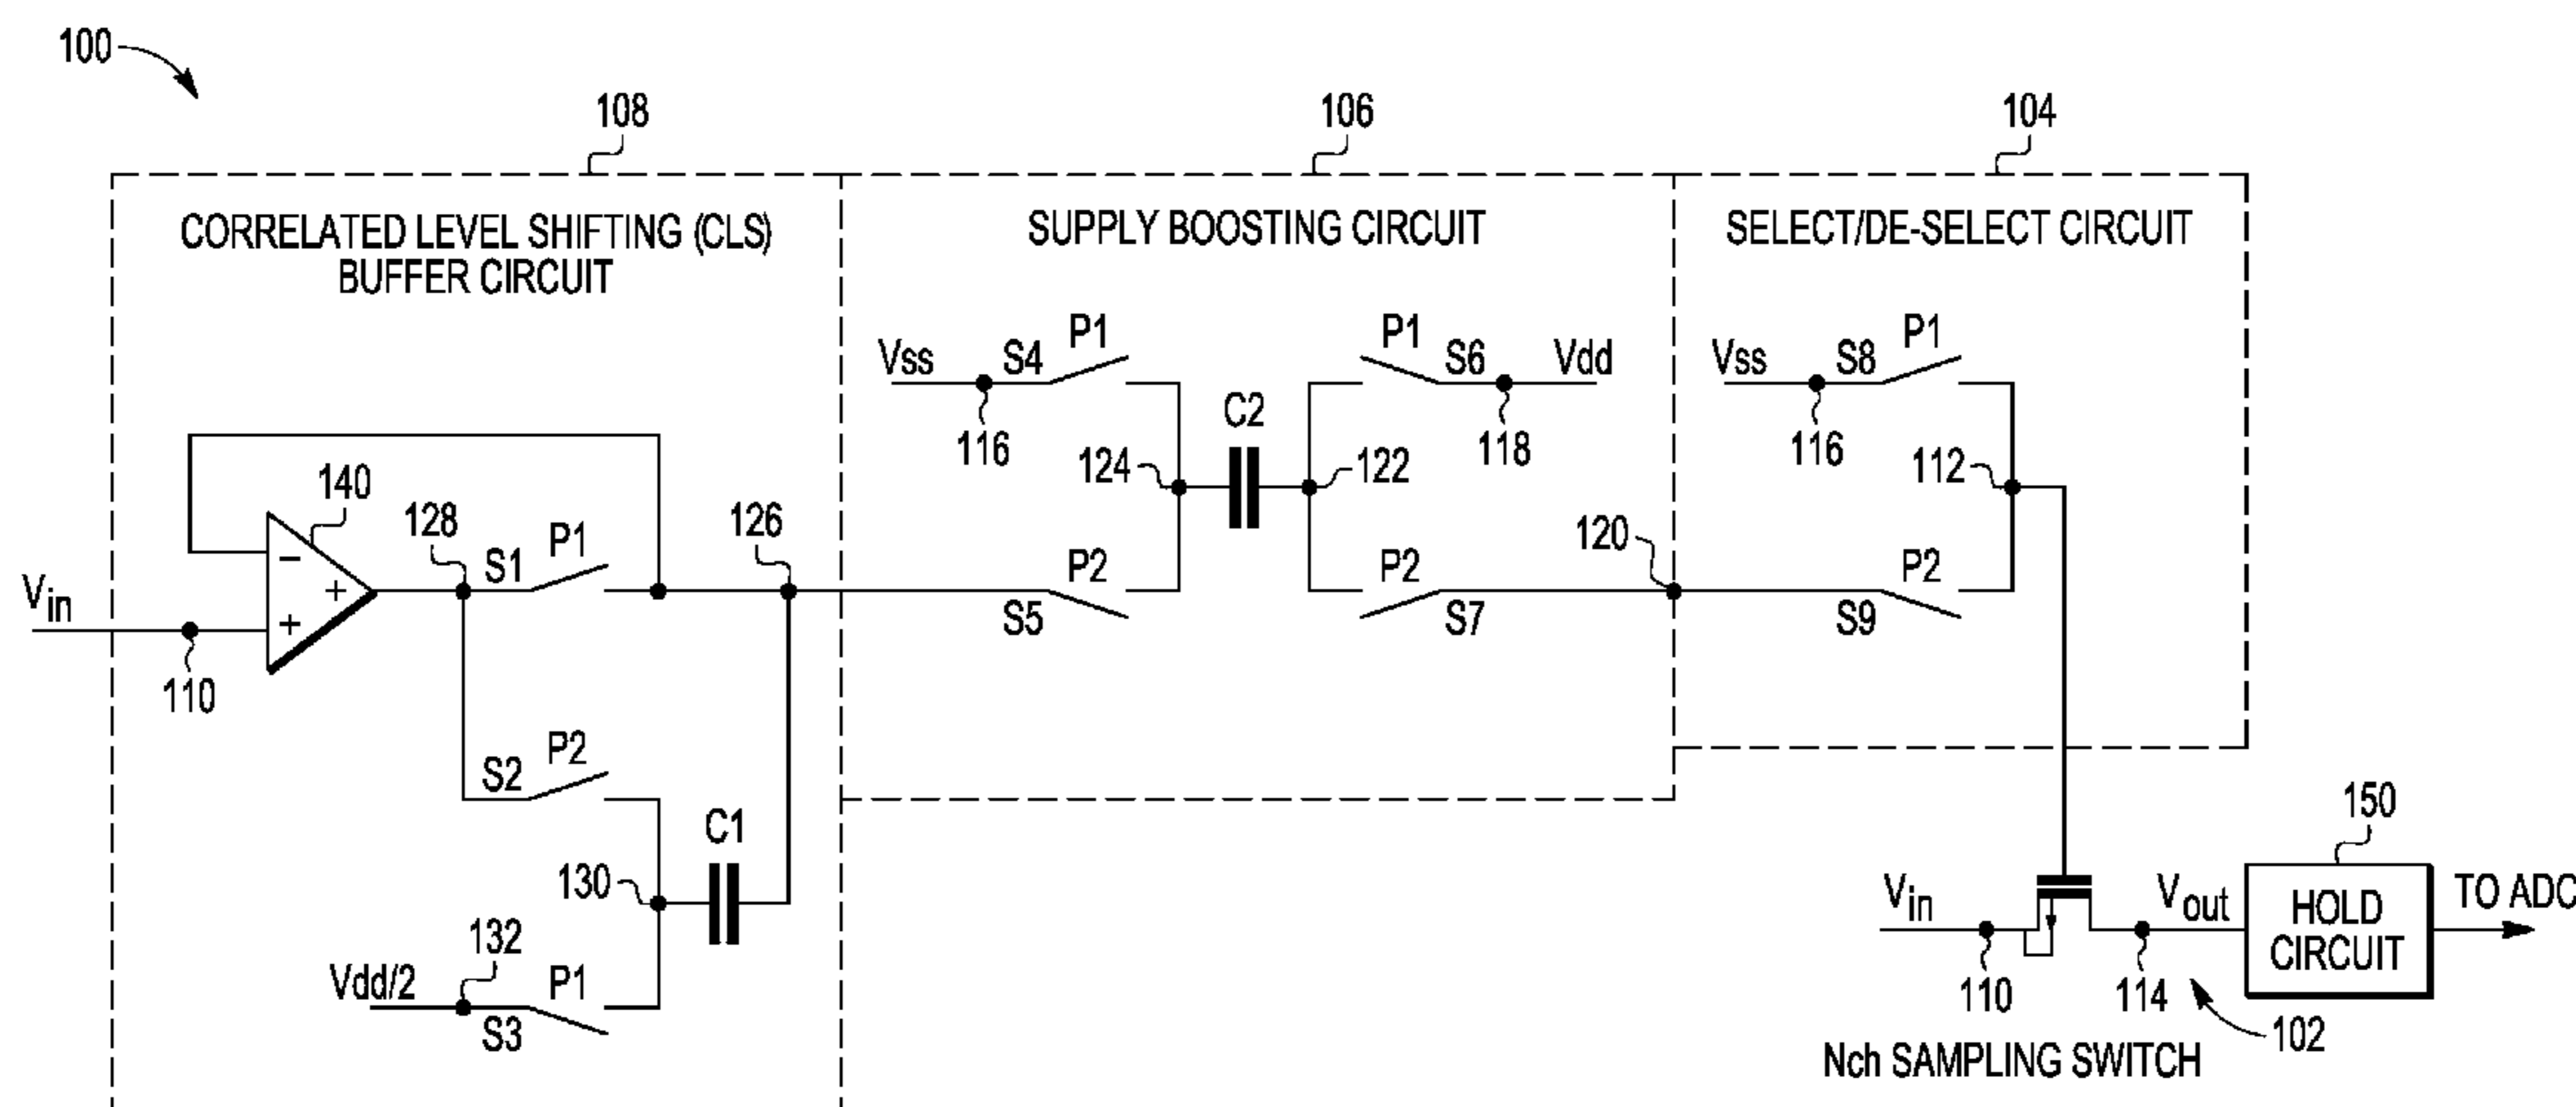 100
108
106
104
CORRELATED LEVEL SHIFTING (CLS)
BUFFER CIRCUIT
SUPPLY BOOSTING CIRCUIT
SELECT/DE-SELECT CIRCUIT
Vss
S4
P1
P1
S6
Vdd
Vss
S8
P1
116
C2
118
116
124
122
112
140
128
S1
P1
126
P2
P2
120
P2
−
+
+
Vin
S5
S7
S9
110
S2
P2
C1
130
150
Vin
Vout
HOLD
CIRCUIT
TO ADC
132
Vdd/2
P1
S3
110
114
102
Nch SAMPLING SWITCH